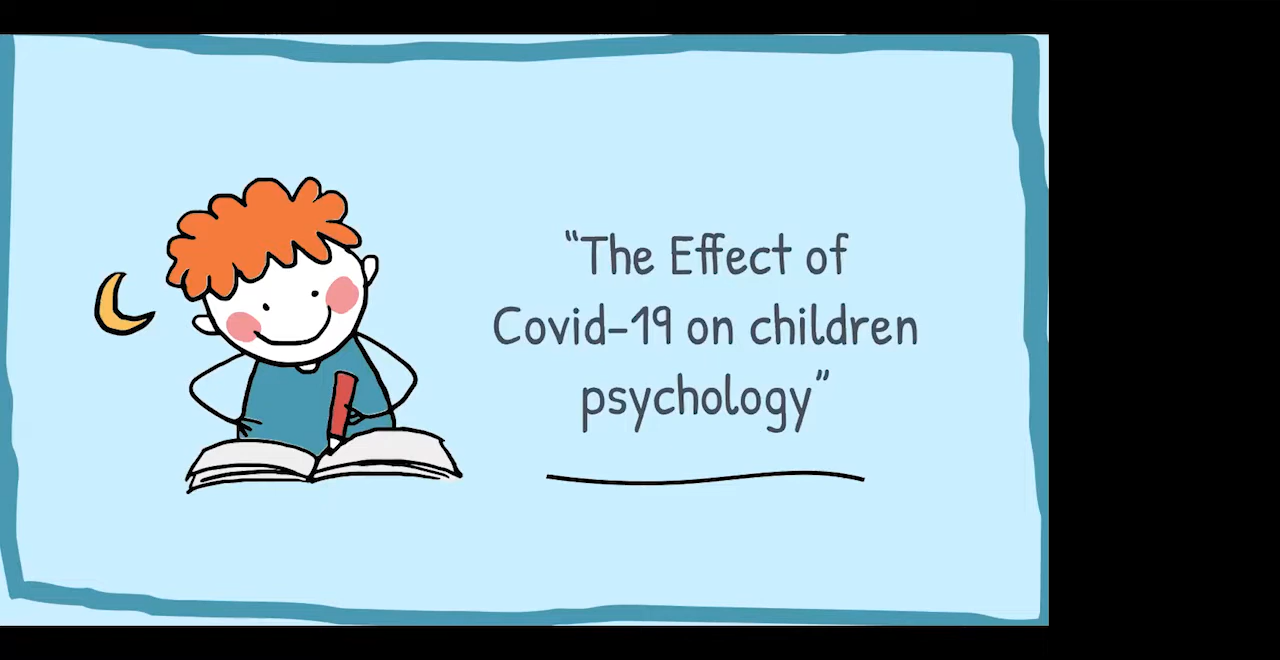 “The Effect of
Covid-19 on children
psychology”